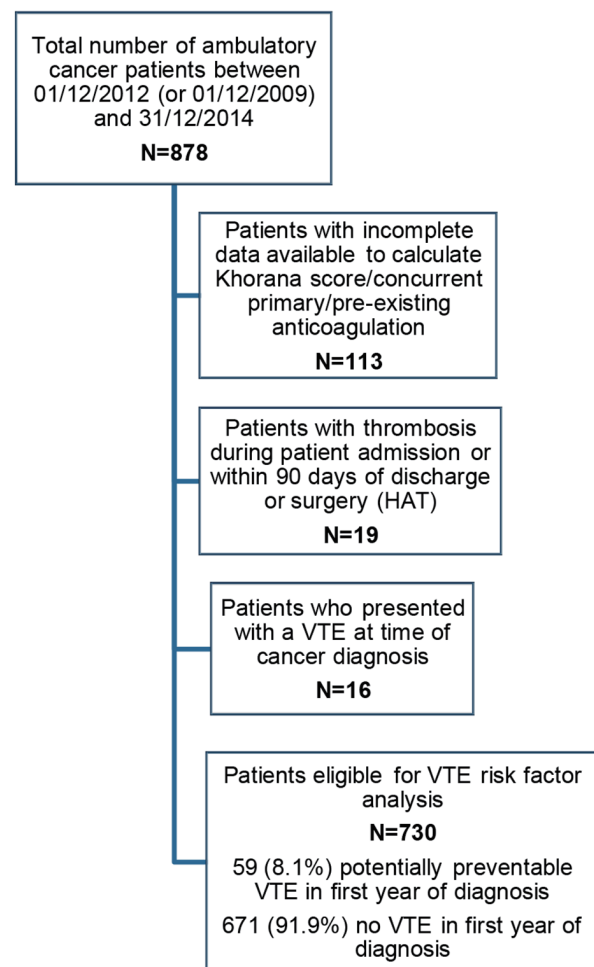 Total number of ambulatory
cancer patients between
01/12/2012 (or 01/12/2009)
and 31/12/2014
N=878
Patients with incomplete
data available to calculate
Khorana score/concurrent
primary/pre-existing
anticoagulation
N=113
Patients with thrombosis
during patient admission or
within 90 days of discharge
or surgery (HAT)
N=19
Patients who presented
with a VTE at time of
cancer diagnosis
N=16
Patients eligible for VTE risk factor
analysis
N=730
59 (8.1%) potentially preventable
VTE in first year of diagnosis
671 (91.9%) no VTE in first year of
diagnosis